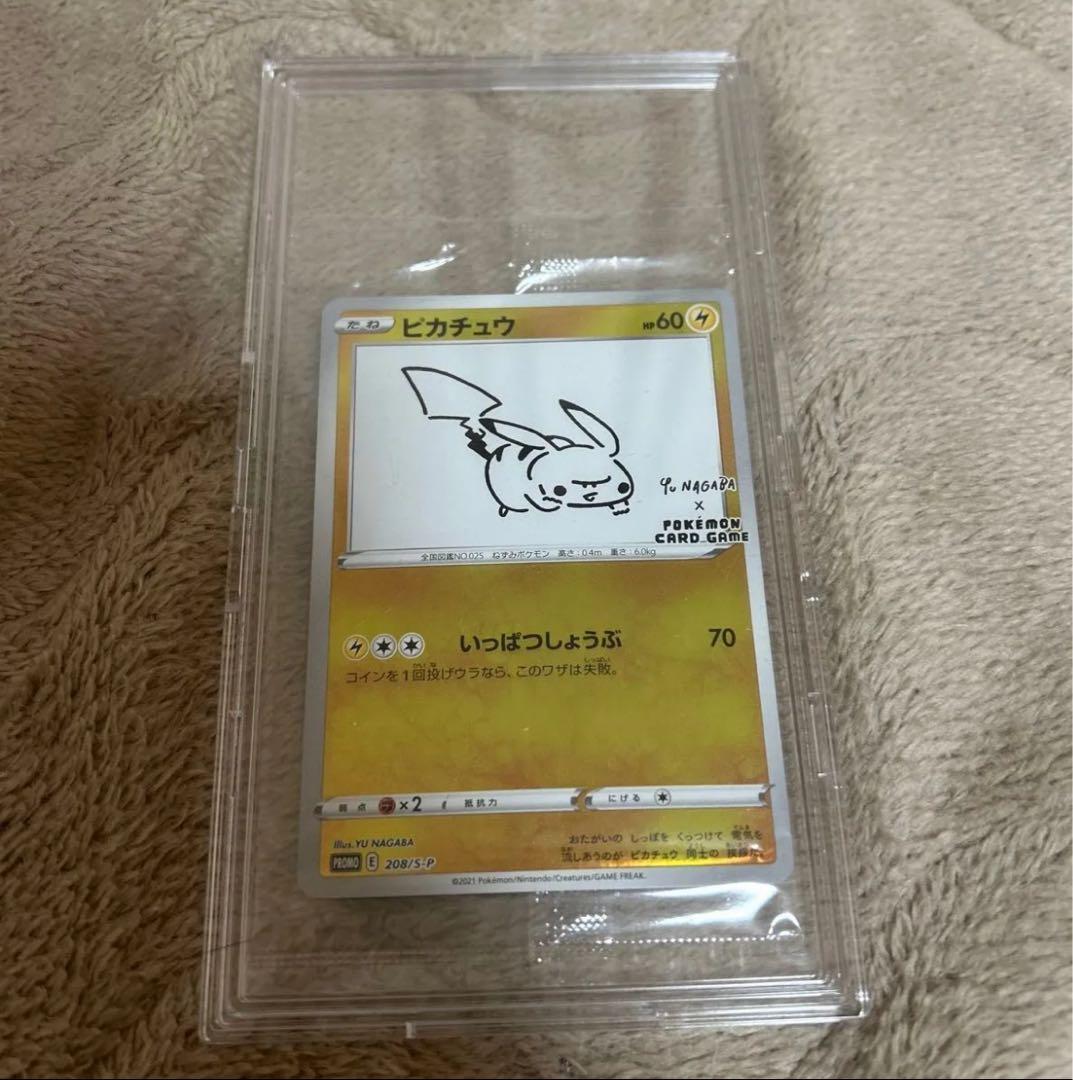 たね ピカチュウ HP 60
Yu NAGABA
×
POKÉMON
CARD GAME
全国図鑑NO.025 ねずみポケモン 高さ:0.4m 重さ:6.0kg
いっぱつしょうぶ 70
コインを1回投げウラなら、このワザは失敗。
弱点 ×2 抵抗力 にげる
Illus.YU NAGABA
おたがいの しっぽを くっつけて 電気を
流しあうのが ピカチュウ 同士の
PROMO E 208/S-P
©2021 Pokémon/Nintendo/Creatures/GAME FREAK.